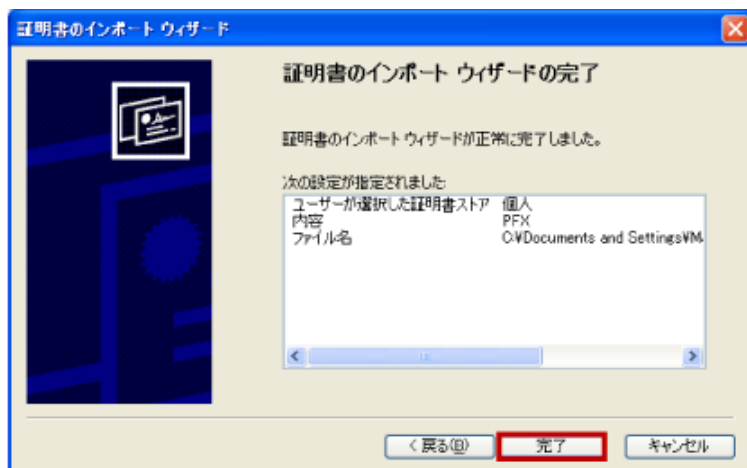 証明書のインポート ウィザード
証明書のインポート ウィザードの完了
証明書のインポート ウィザードが正常に完了しました。
次の設定が指定されました:
ユーザーが選択した証明書ストア 個人
内容 PFX
ファイル名 C:¥Documents and Settings¥M
< 戻る(B) 完了 キャンセル